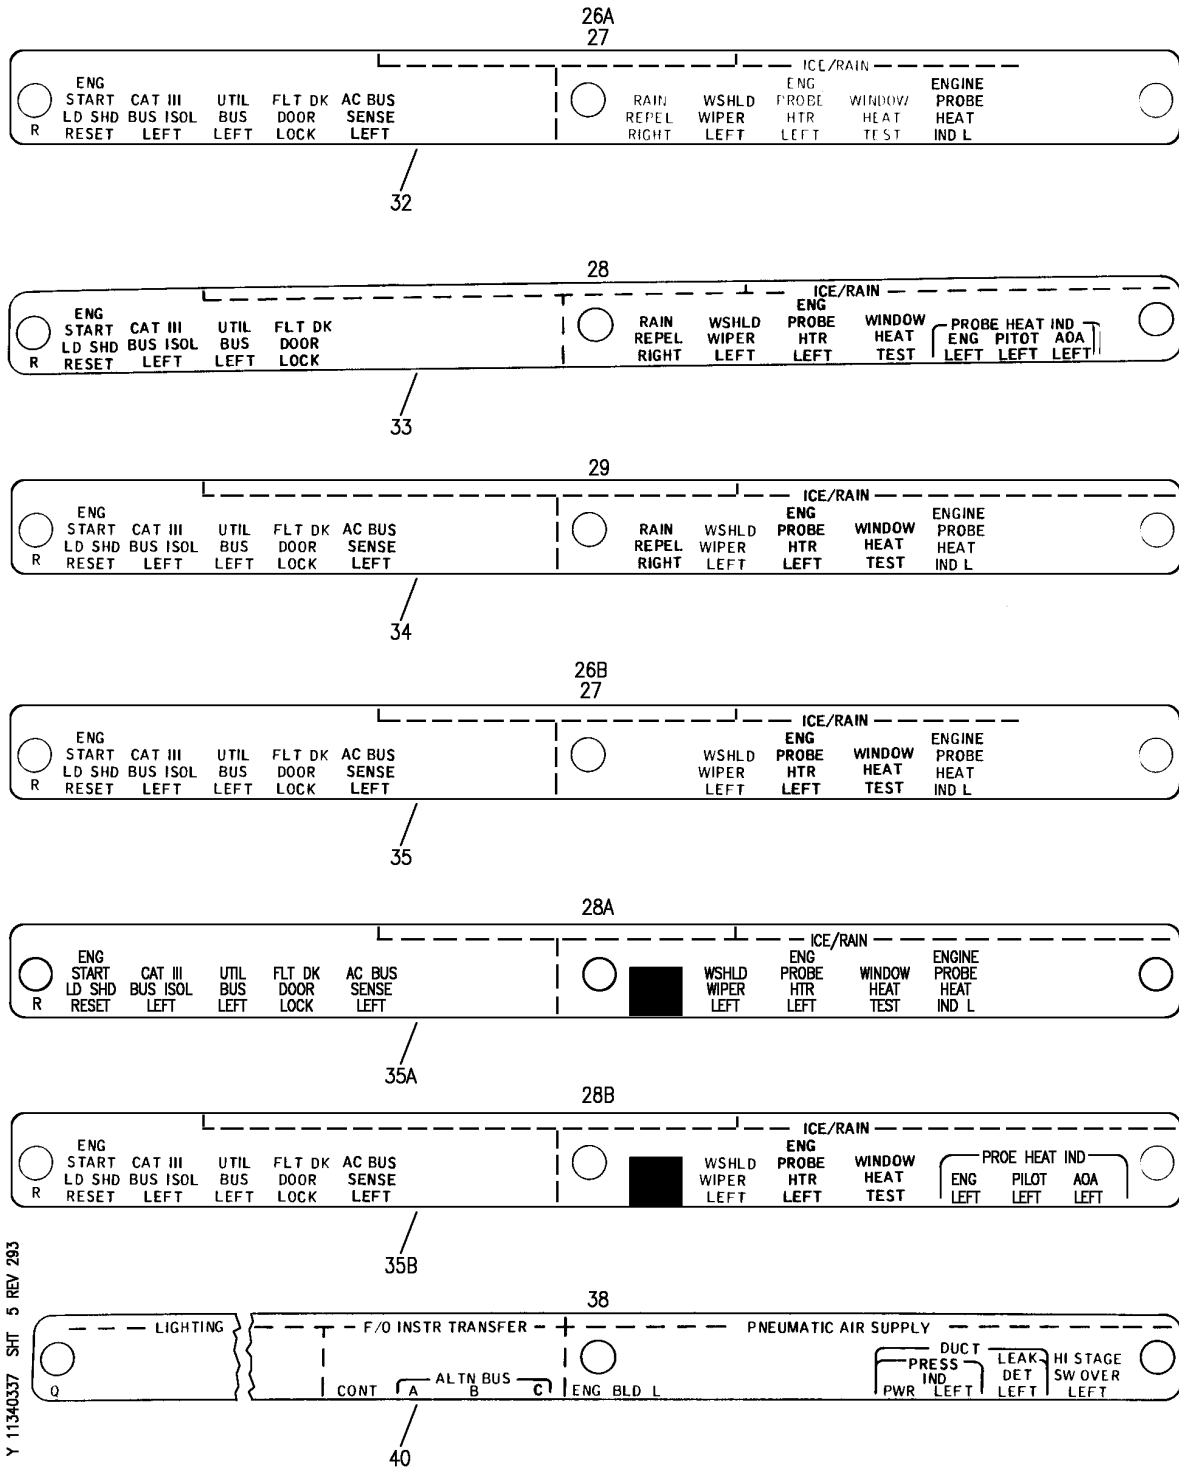 26A
27
ICE/RAIN
ENG ENG ENGINE
START CAT III UTIL FLT DK AC BUS RAIN WSHLD PROBE WINDOW PROBE
LD SHD BUS ISOL BUS DOOR SENSE REPEL WIPER HTR HEAT HEAT
R RESET LEFT LEFT LOCK LEFT RIGHT LEFT LEFT TEST IND L
32
28
ICE/RAIN
ENG ENG
START CAT III UTIL FLT DK RAIN WSHLD PROBE WINDOW PROBE HEAT IND
LD SHD BUS ISOL BUS DOOR REPEL WIPER HTR HEAT ENG PITOT AOA
R RESET LEFT LEFT LOCK RIGHT LEFT LEFT TEST LEFT LEFT LEFT
33
29
ICE/RAIN
ENG ENG ENGINE
START CAT III UTIL FLT DK AC BUS RAIN WSHLD PROBE WINDOW PROBE
LD SHD BUS ISOL BUS DOOR SENSE REPEL WIPER HTR HEAT HEAT
R RESET LEFT LEFT LOCK LEFT RIGHT LEFT LEFT TEST IND L
34
26B
27
ICE/RAIN
ENG ENG ENGINE
START CAT III UTIL FLT DK AC BUS WSHLD PROBE WINDOW PROBE
LD SHD BUS ISOL BUS DOOR SENSE WIPER HTR HEAT HEAT
R RESET LEFT LEFT LOCK LEFT LEFT LEFT TEST IND L
35
28A
ICE/RAIN
ENG ENG ENGINE
START CAT III UTIL FLT DK AC BUS WSHLD PROBE WINDOW PROBE
LD SHD BUS ISOL BUS DOOR SENSE WIPER HTR HEAT HEAT
R RESET LEFT LEFT LOCK LEFT LEFT LEFT TEST IND L
35A
28B
ICE/RAIN
ENG ENG
START CAT III UTIL FLT DK AC BUS WSHLD PROBE WINDOW PROE HEAT IND
LD SHD BUS ISOL BUS DOOR SENSE WIPER HTR HEAT ENG PILOT AOA
R RESET LEFT LEFT LOCK LEFT LEFT LEFT TEST LEFT LEFT LEFT
35B
38
LIGHTING F/O INSTR TRANSFER PNEUMATIC AIR SUPPLY
DUCT
PRESS LEAK HI STAGE
ALTN BUS IND DET SW OVER
Q CONT A B C ENG BLD L PWR LEFT LEFT LEFT
40
Y 11340337 SHT 5 REV 293